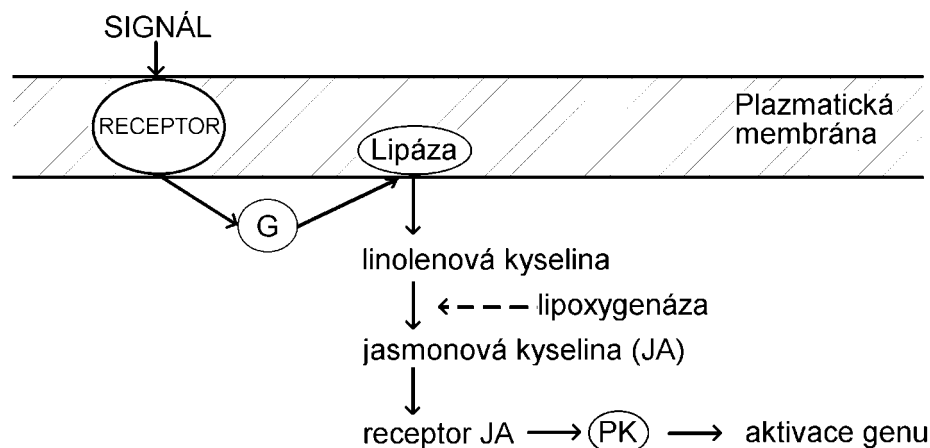 SIGNÁL
RECEPTOR
Plazmatická
membrána
Lipáza
G
linolenová kyselina
lipoxygenáza
jasmonová kyselina (JA)
receptor JA
PK
aktivace genu